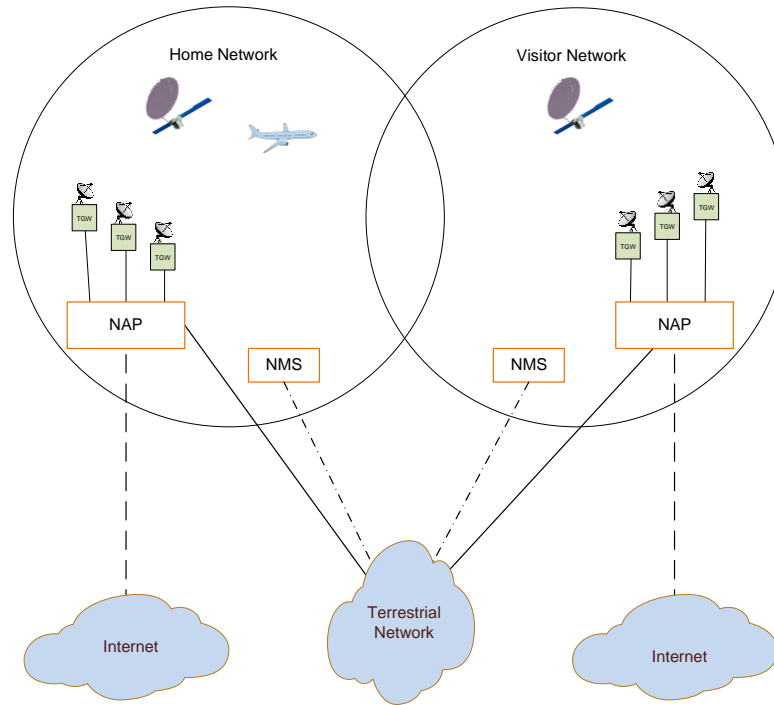 Home Network
Visitor Network
TGW
TGW
TGW
TGW
TGW
TGW
NAP
NAP
NMS
NMS
Terrestrial
Network
Internet
Internet